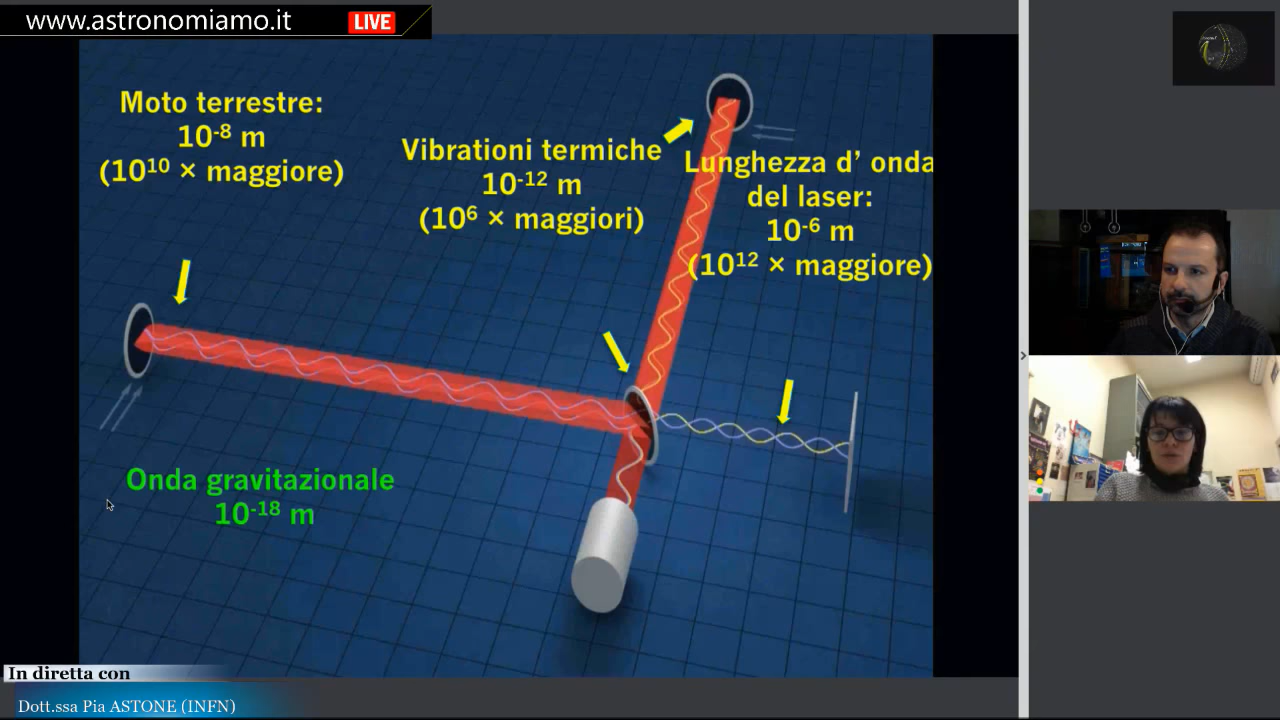 www.astronomiamo.it LIVE
Moto terrestre:
10⁻⁸ m
(10¹⁰ × maggiore)
Vibrationi termiche
10⁻¹² m
(10⁶ × maggiori)
Lunghezza d’ onda
del laser:
10⁻⁶ m
(10¹² × maggiore)
Onda gravitazionale
10⁻¹⁸ m
In diretta con
Dott.ssa Pia ASTONE (INFN)